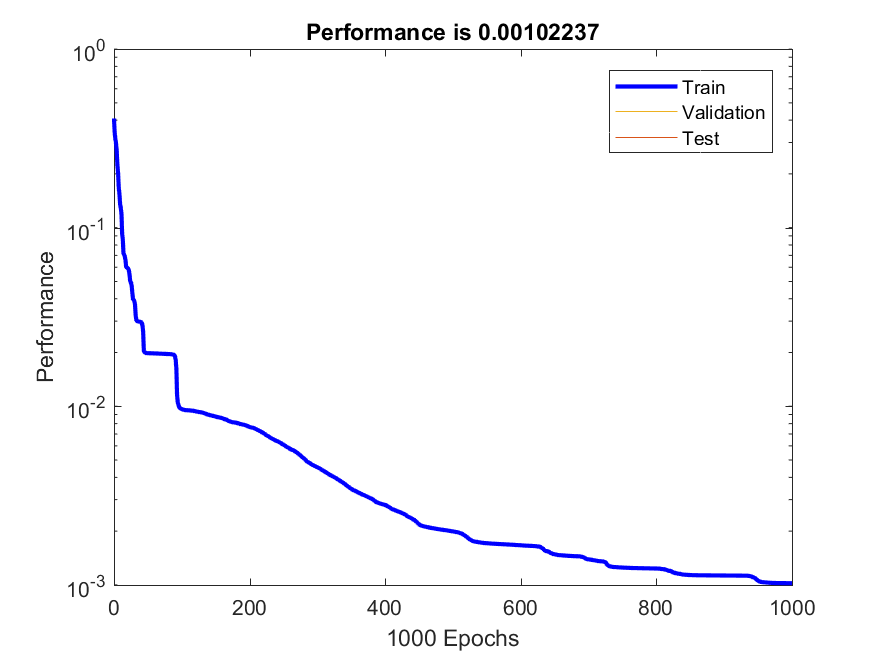 Performance is 0.00102237
10^0
10^-1
10^-2
10^-3
Performance
Train
Validation
Test
0
200
400
600
800
1000
1000 Epochs